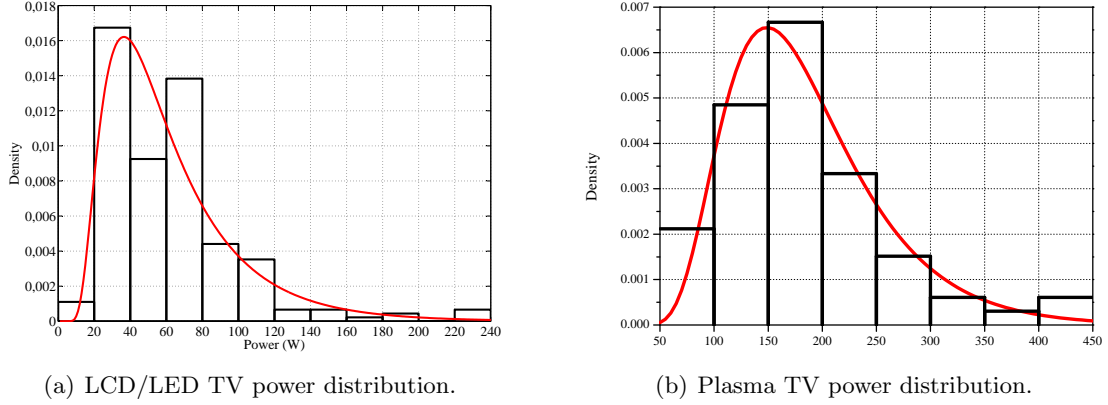 0,018
0,016
0,014
0,012
0,01
0,008
0,006
0,004
0,002
0
Density
0 20 40 60 80 100 120 140 160 180 200 220 240
Power (W)
(a) LCD/LED TV power distribution.
0.007
0.006
0.005
0.004
0.003
0.002
0.001
0.000
Density
50 100 150 200 250 300 350 400 450
(b) Plasma TV power distribution.